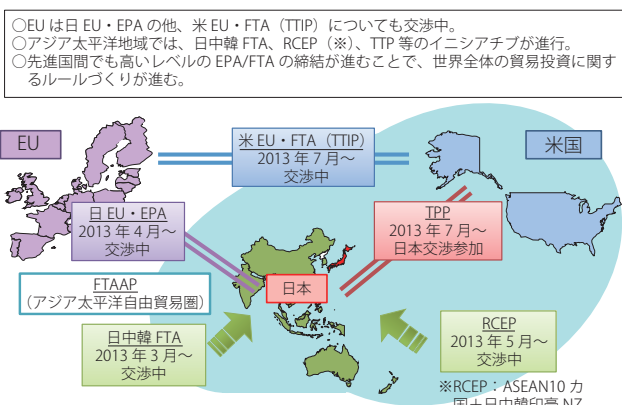 ○EU は日 EU・EPA の他、米 EU・FTA（TTIP）についても交渉中。
○アジア太平洋地域では、日中韓 FTA、RCEP（※）、TTP 等のイニシアチブが進行。
○先進国間でも高いレベルの EPA/FTA の締結が進むことで、世界全体の貿易投資に関す
るルールづくりが進む。
EU
米 EU・FTA（TTIP）
2013 年 7 月～
交渉中
米国
日 EU・EPA
2013 年 4 月～
交渉中
TPP
2013 年 7 月～
日本交渉参加
FTAAP
（アジア太平洋自由貿易圏）
日本
日中韓 FTA
2013 年 3 月～
交渉中
RCEP
2013 年 5 月～
交渉中
※RCEP：ASEAN10 カ
国＋日中韓印豪 NZ